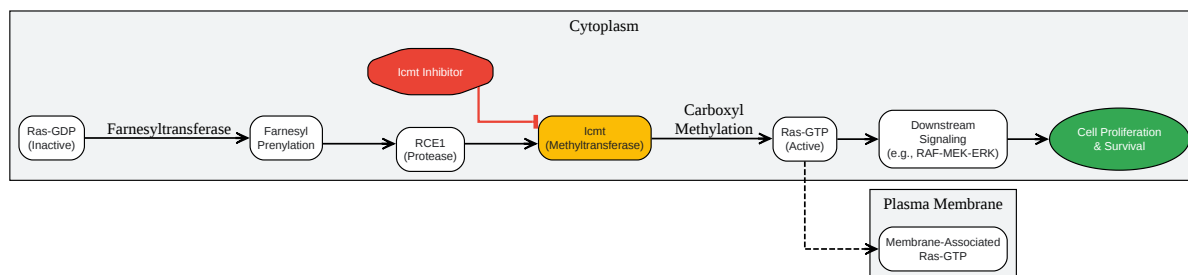 Cytoplasm
Icmt Inhibitor
Ras-GDP
(Inactive)
Farnesyltransferase
Farnesyl
Prenylation
RCE1
(Protease)
Icmt
(Methyltransferase)
Carboxyl
Methylation
Ras-GTP
(Active)
Downstream
Signaling
(e.g., RAF-MEK-ERK)
Cell Proliferation
& Survival
Plasma Membrane
Membrane-Associated
Ras-GTP